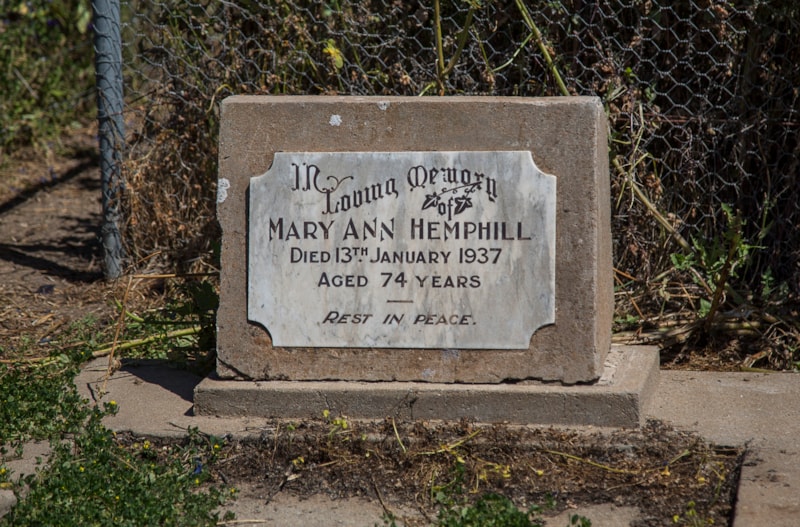 In Loving Memory
of
MARY ANN HEMPHILL
DIED 13TH JANUARY 1937
AGED 74 YEARS
REST IN PEACE.